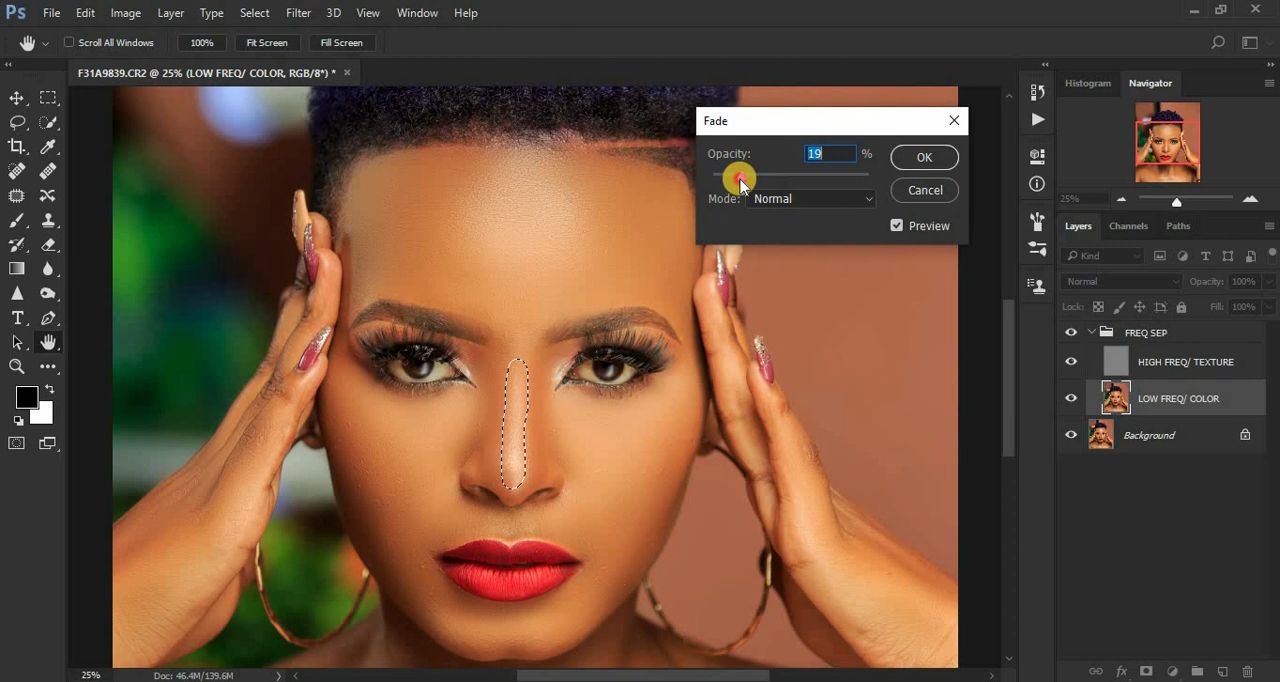 Ps File Edit Image Layer Type Select Filter 3D View Window Help
Scroll All Windows 100% Fit Screen Fill Screen
F31A9839.CR2 @ 25% (LOW FREQ/ COLOR, RGB/8*) * ×
Histogram Navigator
Fade
Opacity: 19 %
OK
Mode: Normal
Cancel
Preview
25%
Layers Channels Paths
Kind
Normal Opacity: 100%
Lock: Fill: 100%
FREQ SEP
HIGH FREQ/ TEXTURE
LOW FREQ/ COLOR
Background
25% Doc: 46.4M/139.6M
fx